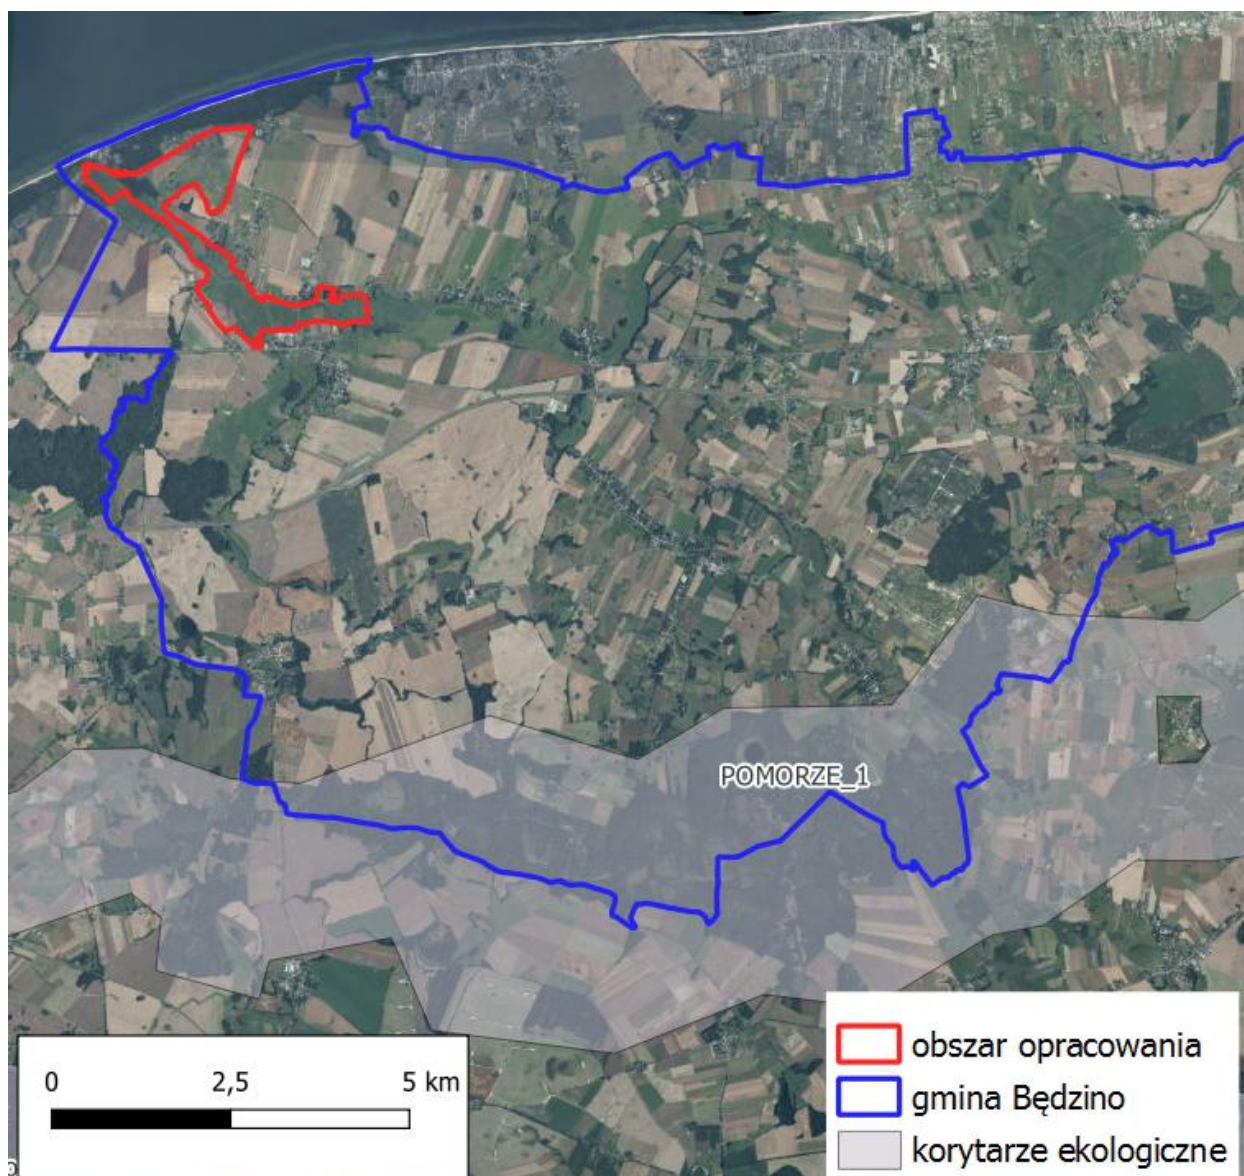 POMORZE_1
0 2,5 5 km
obszar opracowania
gmina Będzino
korytarze ekologiczne